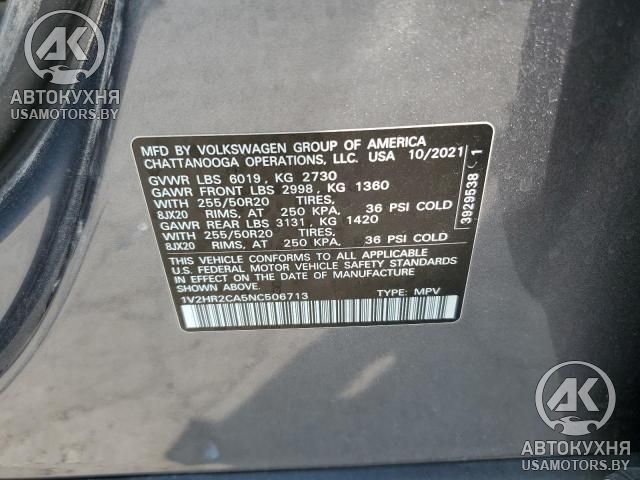 АК
АВТОКУХНЯ
USAMOTORS.BY
MFD BY VOLKSWAGEN GROUP OF AMERICA
CHATTANOOGA OPERATIONS, LLC. USA 10/2021
GVWR LBS 6019, KG 2730
GAWR FRONT LBS 2998, KG 1360
WITH 255/50R20 TIRES,
8JX20 RIMS, AT 250 KPA, 36 PSI COLD
GAWR REAR LBS 3131, KG 1420
WITH 255/50R20 TIRES,
8JX20 RIMS, AT 250 KPA, 36 PSI COLD
THIS VEHICLE CONFORMS TO ALL APPLICABLE
U.S. FEDERAL MOTOR VEHICLE SAFETY STANDARDS
IN EFFECT ON THE DATE OF MANUFACTURE
SHOWN ABOVE.
1V2HR2CA5NC506713 TYPE: MPV
3929538 1
АК
АВТОКУХНЯ
USAMOTORS.BY